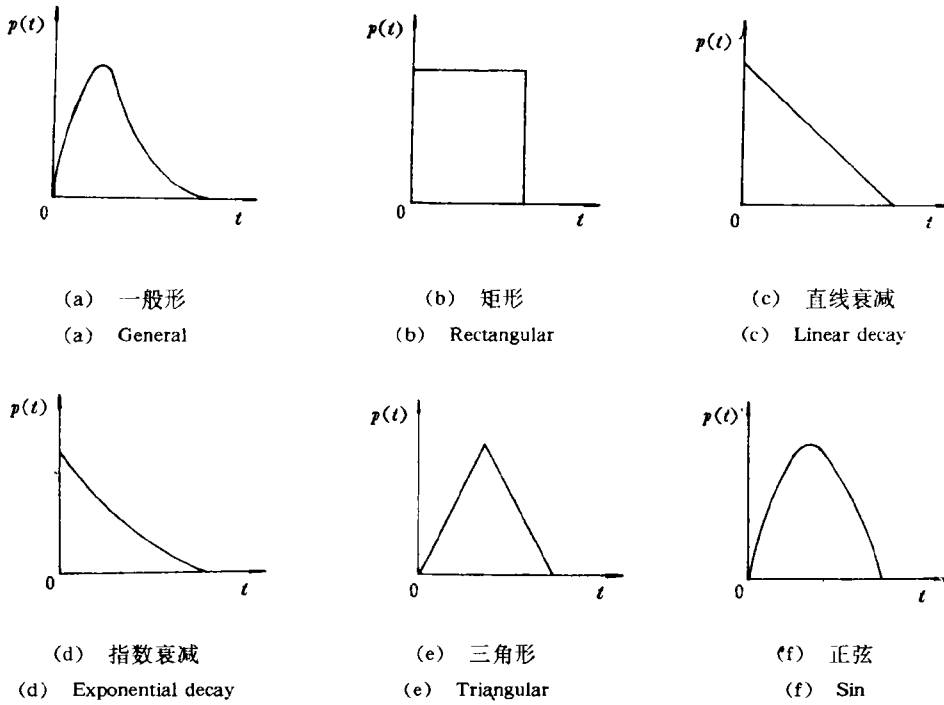 p(t)
0
t
(a) 一般形
(a) General
p(t)
0
t
(b) 矩形
(b) Rectangular
p(t)
0
t
(c) 直线衰减
(c) Linear decay
p(t)
0
t
(d) 指数衰减
(d) Exponential decay
p(t)
0
t
(e) 三角形
(e) Triangular
p(t)
0
t
(f) 正弦
(f) Sin